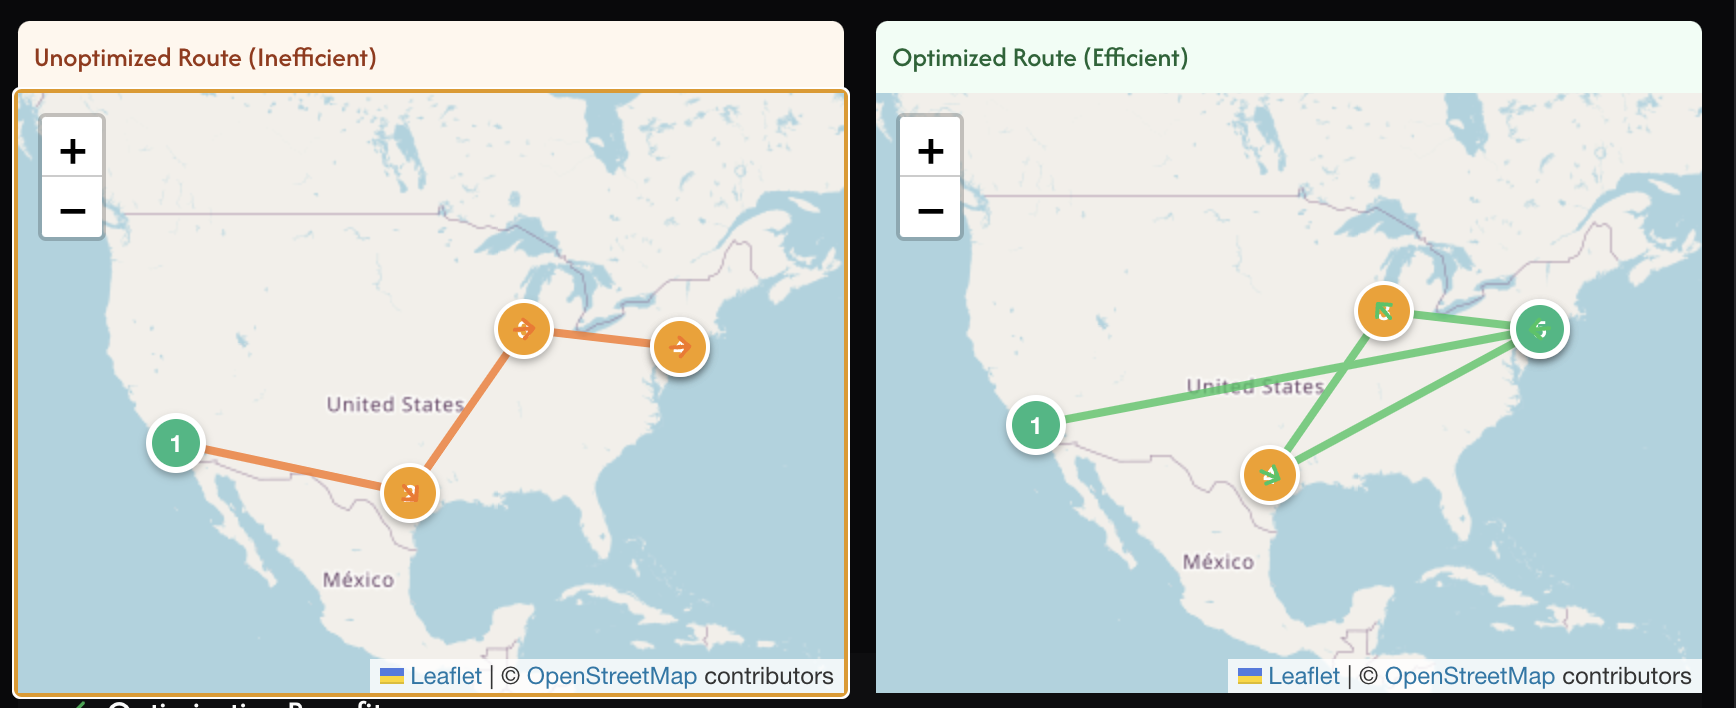 Unoptimized Route (Inefficient)
+
−
United States
1
México
Leaflet | © OpenStreetMap contributors
Optimized Route (Efficient)
+
−
United States
1
México
Leaflet | © OpenStreetMap contributors